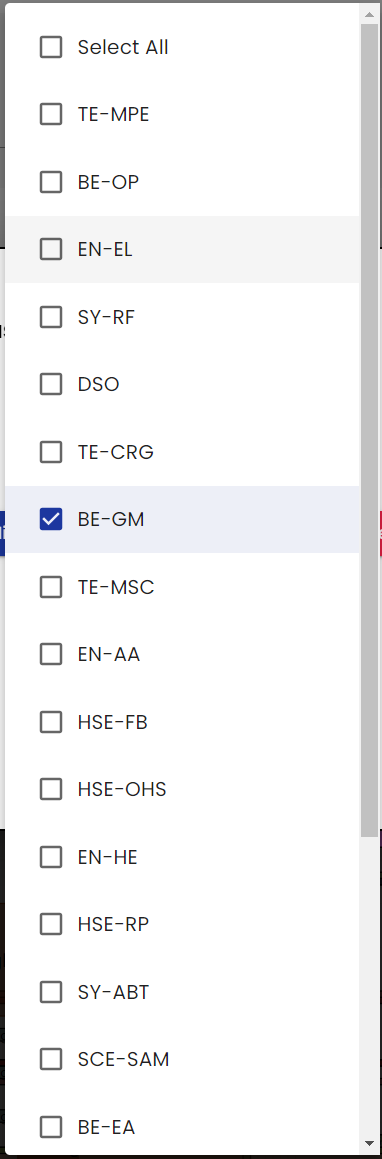 Select All
TE-MPE
BE-OP
EN-EL
SY-RF
DSO
TE-CRG
BE-GM
TE-MSC
EN-AA
HSE-FB
HSE-OHS
EN-HE
HSE-RP
SY-ABT
SCE-SAM
BE-EA